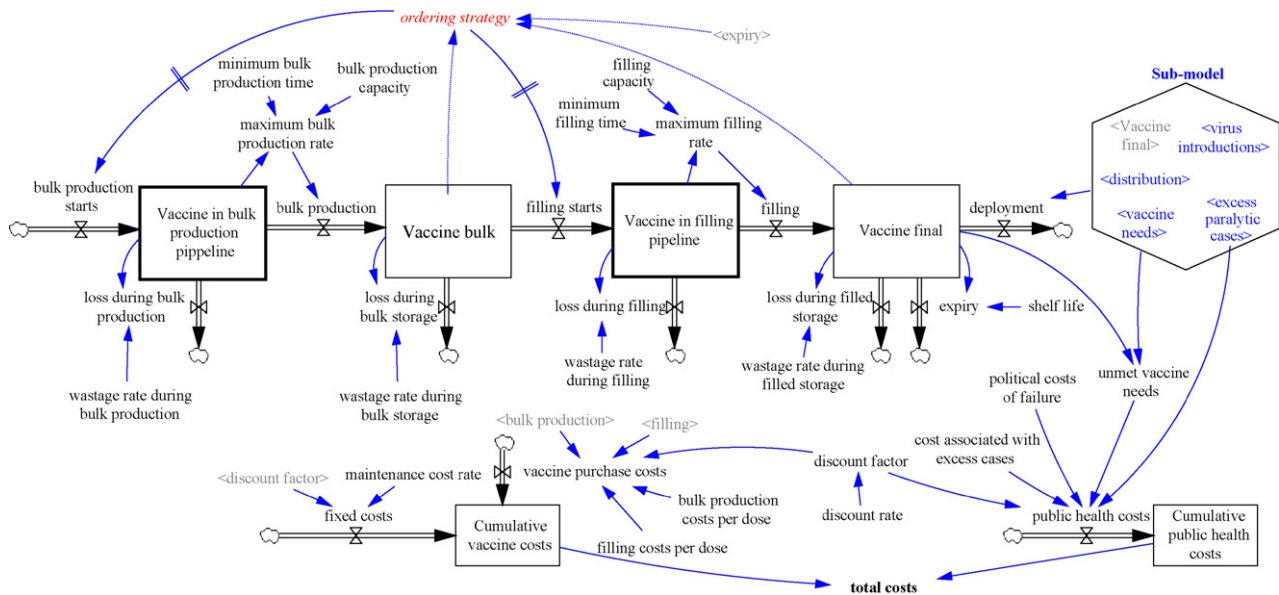 ordering strategy
<expiry>
minimum bulk
production time
bulk production
capacity
filling
capacity
minimum
filling time
Sub-model
<Vaccine
final>
<virus
introductions>
<distribution>
<vaccine
needs>
<excess
paralytic
cases>
maximum bulk
production rate
maximum filling
rate
bulk production
starts
Vaccine in bulk
production pippeline
bulk production
Vaccine bulk
filling starts
Vaccine in filling
pipeline
filling
Vaccine final
deployment
loss during bulk
production
loss during
bulk storage
loss during filling
loss during filled
storage
expiry
shelf life
wastage rate during
bulk production
wastage rate during
bulk storage
wastage rate
during filling
wastage rate during
filled storage
political costs
of failure
unmet vaccine
needs
<bulk production>
<filling>
cost associated with
excess cases
<discount factor>
maintenance cost rate
vaccine purchase costs
discount factor
bulk production
costs per dose
discount rate
fixed costs
Cumulative
vaccine costs
filling costs per dose
public health costs
Cumulative
public health
costs
total costs